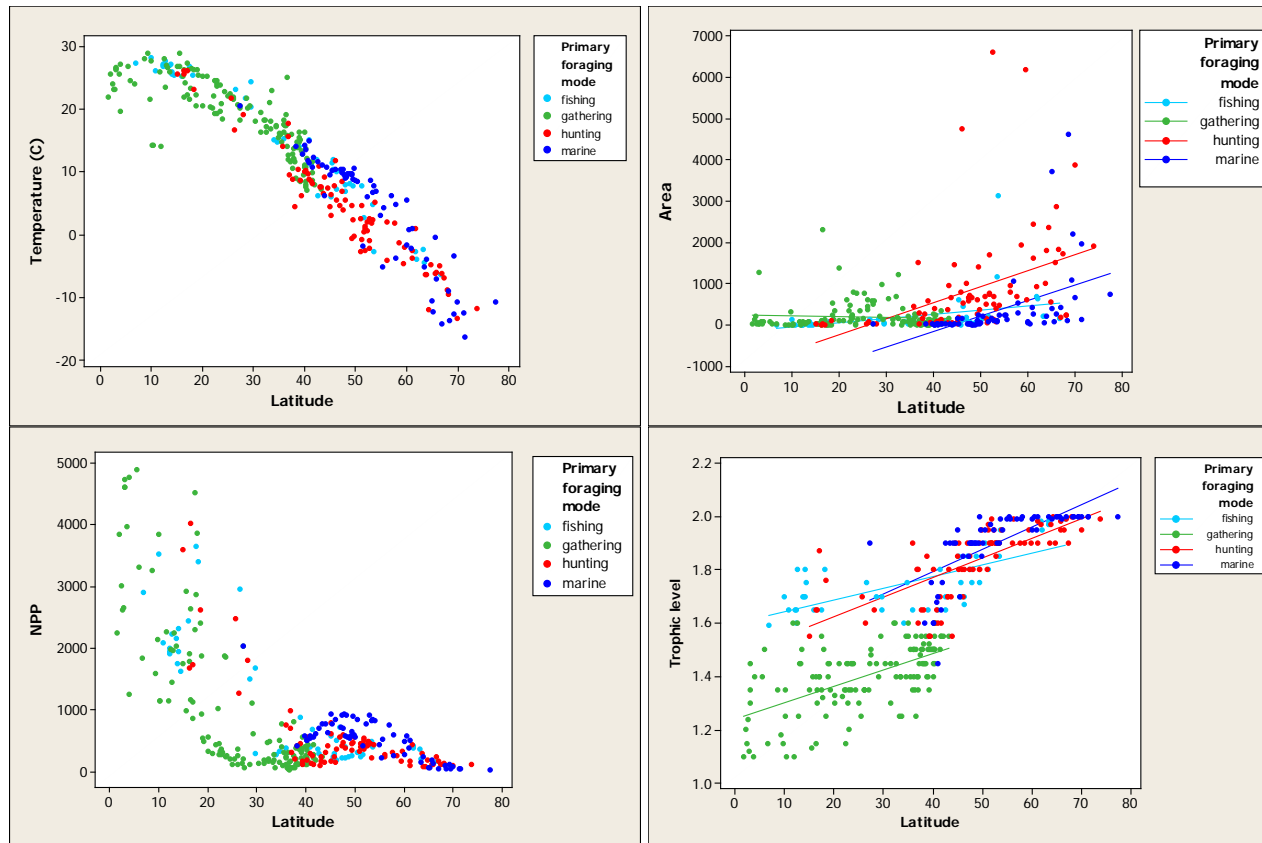 30
20
10
0
-10
-20
0 10 20 30 40 50 60 70 80
Temperature (C)
Latitude
Primary
foraging
mode
fishing
gathering
hunting
marine
7000
6000
5000
4000
3000
2000
1000
0
-1000
0 10 20 30 40 50 60 70 80
Area
Latitude
Primary
foraging
mode
fishing
gathering
hunting
marine
5000
4000
3000
2000
1000
0
0 10 20 30 40 50 60 70 80
NPP
Latitude
Primary
foraging
mode
fishing
gathering
hunting
marine
2.2
2.0
1.8
1.6
1.4
1.2
1.0
0 10 20 30 40 50 60 70 80
Trophic level
Latitude
Primary
foraging
mode
fishing
gathering
hunting
marine